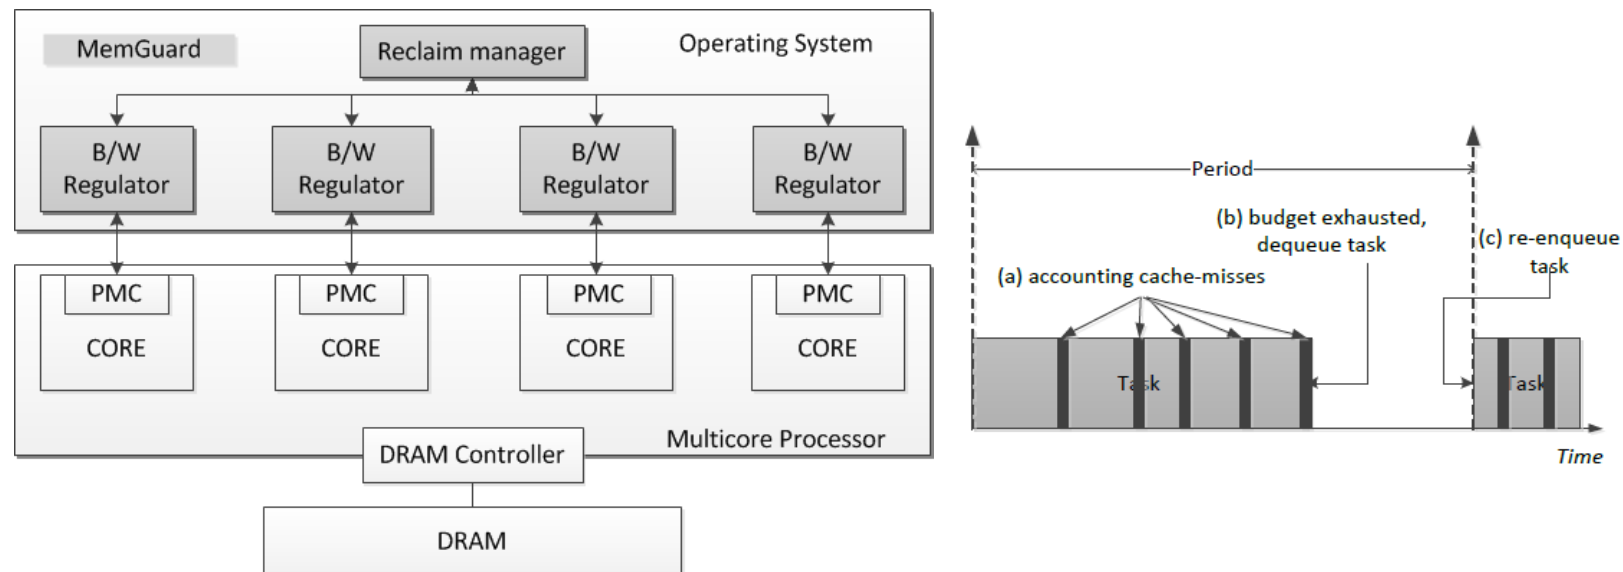 MemGuard
Reclaim manager
Operating System
B/W
Regulator
B/W
Regulator
B/W
Regulator
B/W
Regulator
PMC
CORE
PMC
CORE
PMC
CORE
PMC
CORE
Multicore Processor
DRAM Controller
DRAM
Period
(a) accounting cache-misses
(b) budget exhausted,
dequeue task
(c) re-enqueue
task
Task
Task
Time